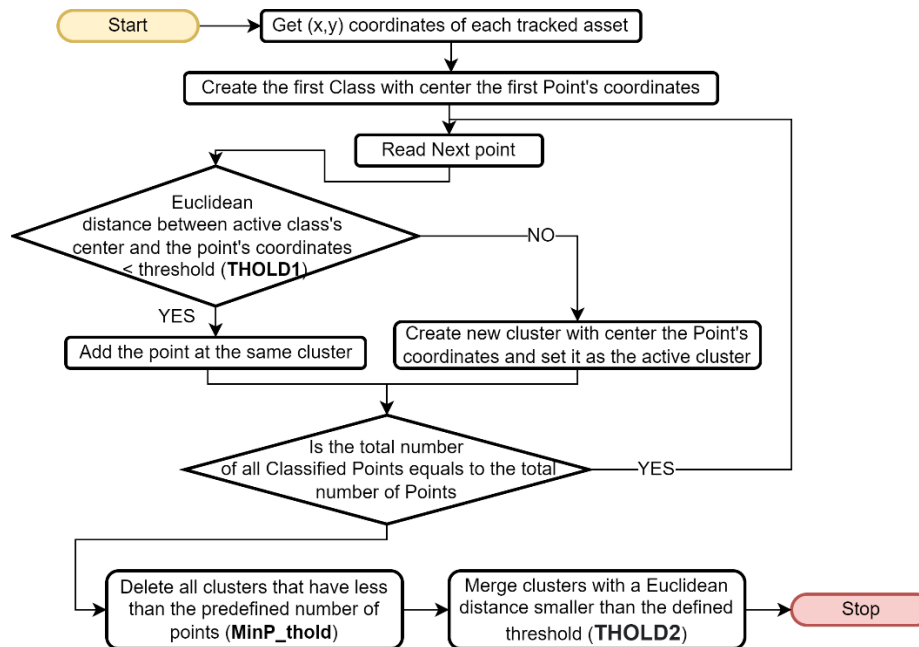 Start
Get (x,y) coordinates of each tracked asset
Create the first Class with center the first Point's coordinates
Read Next point
Euclidean
distance between active class's
center and the point's coordinates
< threshold (THOLD1)
NO
YES
Add the point at the same cluster
Create new cluster with center the Point's
coordinates and set it as the active cluster
Is the total number
of all Classified Points equals to the total
number of Points
YES
Delete all clusters that have less
than the predefined number of
points (MinP_thold)
Merge clusters with a Euclidean
distance smaller than the defined
threshold (THOLD2)
Stop